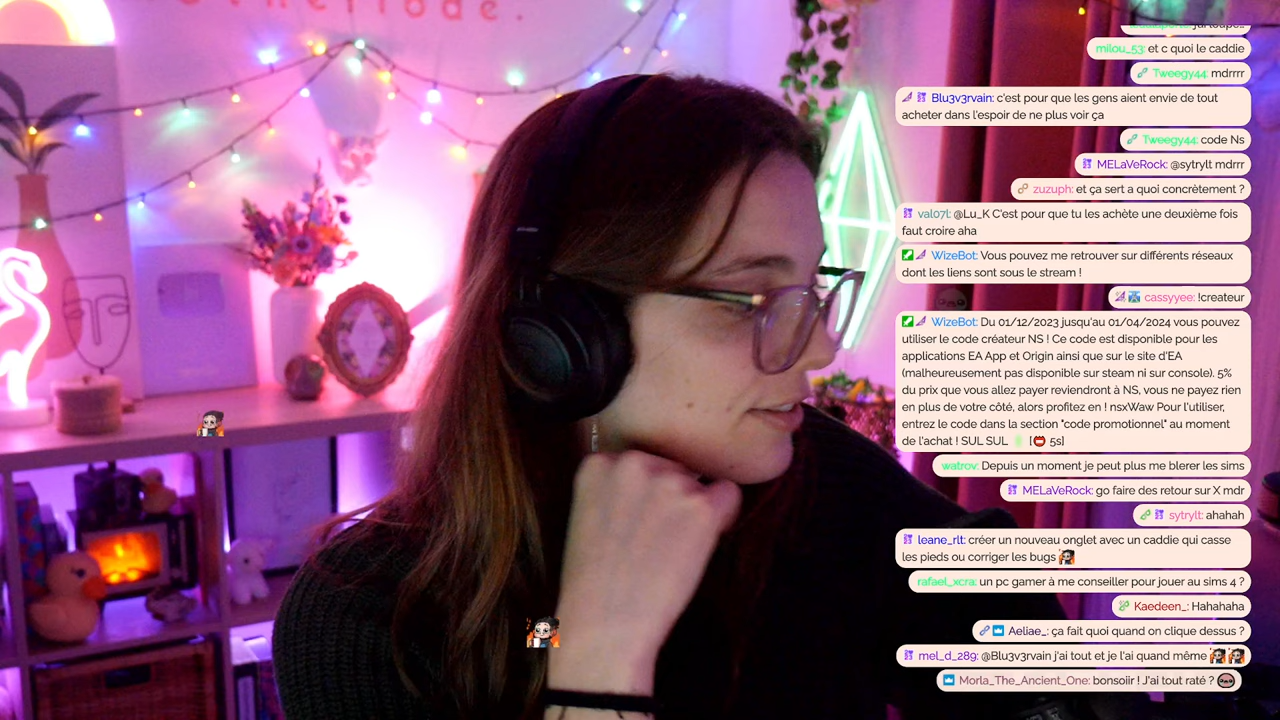 milou_53: et c quoi le caddie
Tweegy44: mdrrrr
Blu3v3rvain: c'est pour que les gens aient envie de tout
acheter dans l'espoir de ne plus voir ça
Tweegy44: code Ns
MELaVeRock: @sytrylt mdrrr
zuzuph: et ça sert a quoi concrètement ?
val07l: @Lu_K C'est pour que tu les achète une deuxième fois
faut croire aha
WizeBot: Vous pouvez me retrouver sur différents réseaux
dont les liens sont sous le stream !
cassyyee: !createur
WizeBot: Du 01/12/2023 jusqu'au 01/04/2024 vous pouvez
utiliser le code créateur NS ! Ce code est disponible pour les
applications EA App et Origin ainsi que sur le site d'EA
(malheureusement pas disponible sur steam ni sur console). 5%
du prix que vous allez payer reviendront à NS, vous ne payez rien
en plus de votre côté, alors profitez en ! nsxWaw Pour l'utiliser,
entrez le code dans la section "code promotionnel" au moment
de l'achat ! SUL SUL [ 5s]
watrov: Depuis un moment je peut plus me blerer les sims
MELaVeRock: go faire des retour sur X mdr
sytrylt: ahahah
leane_rlt: créer un nouveau onglet avec un caddie qui casse
les pieds ou corriger les bugs
rafael_xcra: un pc gamer à me conseiller pour jouer au sims 4 ?
Kaedeen_: Hahahaha
Aeliae_: ça fait quoi quand on clique dessus ?
mel_d_289: @Blu3v3rvain j'ai tout et je l'ai quand même
Morla_The_Ancient_One: bonsoiir ! J'ai tout raté ?